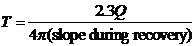 T = 2.3Q / 4π(slope during recovery)